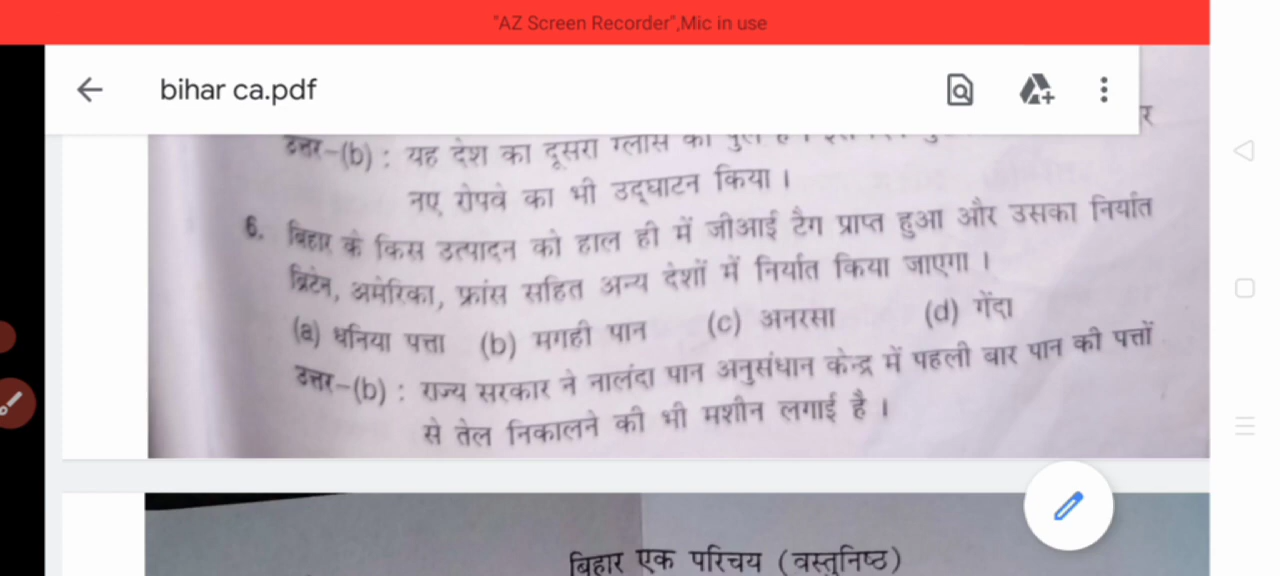 "AZ Screen Recorder",Mic in use
bihar ca.pdf
उत्तर-(b) : यह देश का दूसरा ग्लास का पुल है ।
नए रोपवे का भी उद्घाटन किया ।
6. बिहार के किस उत्पादन को हाल ही में जीआई टैग प्राप्त हुआ और उसका निर्यात
ब्रिटेन, अमेरिका, फ्रांस सहित अन्य देशों में निर्यात किया जाएगा ।
(a) धनिया पत्ता (b) मगही पान (c) अनरसा (d) गेंदा
उत्तर-(b) : राज्य सरकार ने नालंदा पान अनुसंधान केन्द्र में पहली बार पान की पत्तों
से तेल निकालने की भी मशीन लगाई है ।
बिहार एक परिचय (वस्तुनिष्ठ)